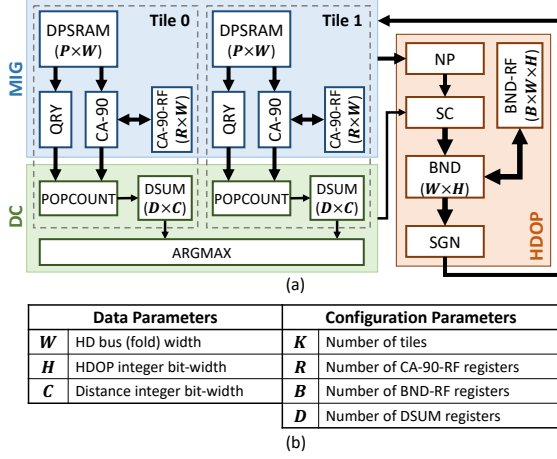 Tile 0
Tile 1
MIG
DPSRAM
(P×W)
QRY
CA-90
CA-90-RF
(R×W)
DPSRAM
(P×W)
QRY
CA-90
CA-90-RF
(R×W)
DC
POPCOUNT
DSUM
(D×C)
POPCOUNT
DSUM
(D×C)
ARGMAX
NP
SC
BND
(W×H)
SGN
BND-RF
(B×W×H)
HDOP
(a)
Data Parameters Configuration Parameters
W HD bus (fold) width K Number of tiles
H HDOP integer bit-width R Number of CA-90-RF registers
C Distance integer bit-width B Number of BND-RF registers
D Number of DSUM registers
(b)